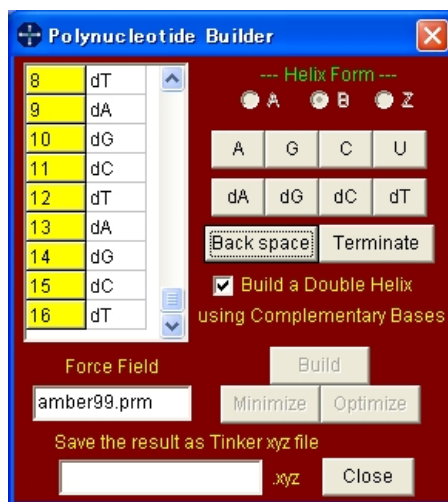 Polynucleotide Builder
8 dT
9 dA
10 dG
11 dC
12 dT
13 dA
14 dG
15 dC
16 dT
--- Helix Form ---
A B Z
A G C U
dA dG dC dT
Back space Terminate
Build a Double Helix
using Complementary Bases
Force Field
amber99.prm
Build
Minimize Optimize
Save the result as Tinker xyz file
.xyz Close